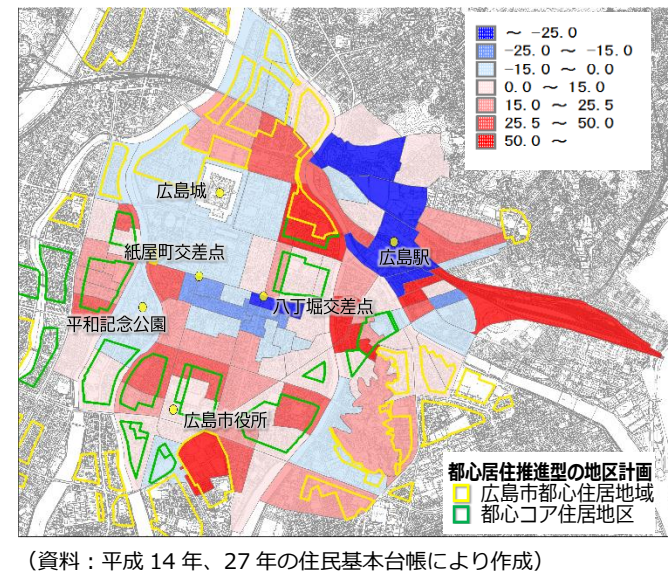 ～ -25.0
-25.0 ～ -15.0
-15.0 ～ 0.0
0.0 ～ 15.0
15.0 ～ 25.5
25.5 ～ 50.0
50.0 ～
広島城
紙屋町交差点
広島駅
八丁堀交差点
平和記念公園
広島市役所
都心居住推進型の地区計画
広島市都心住居地域
都心コア住居地区
（資料：平成 14 年、27 年の住民基本台帳により作成）